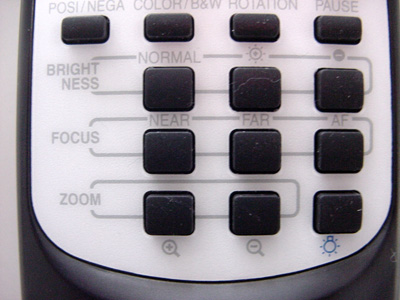 POSI/NEGA COLOR/B&W ROTATION PAUSE
NORMAL
BRIGHT
NESS
NEAR FAR AF
FOCUS
ZOOM